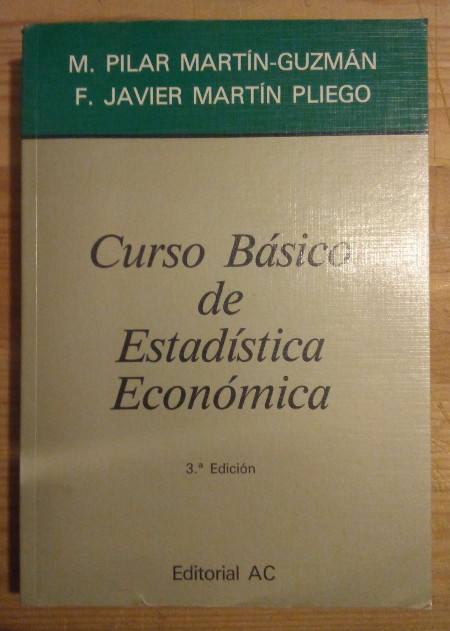 M. PILAR MARTÍN-GUZMÁN
F. JAVIER MARTÍN PLIEGO
Curso Básico
de
Estadística
Económica
3.ª Edición
Editorial AC